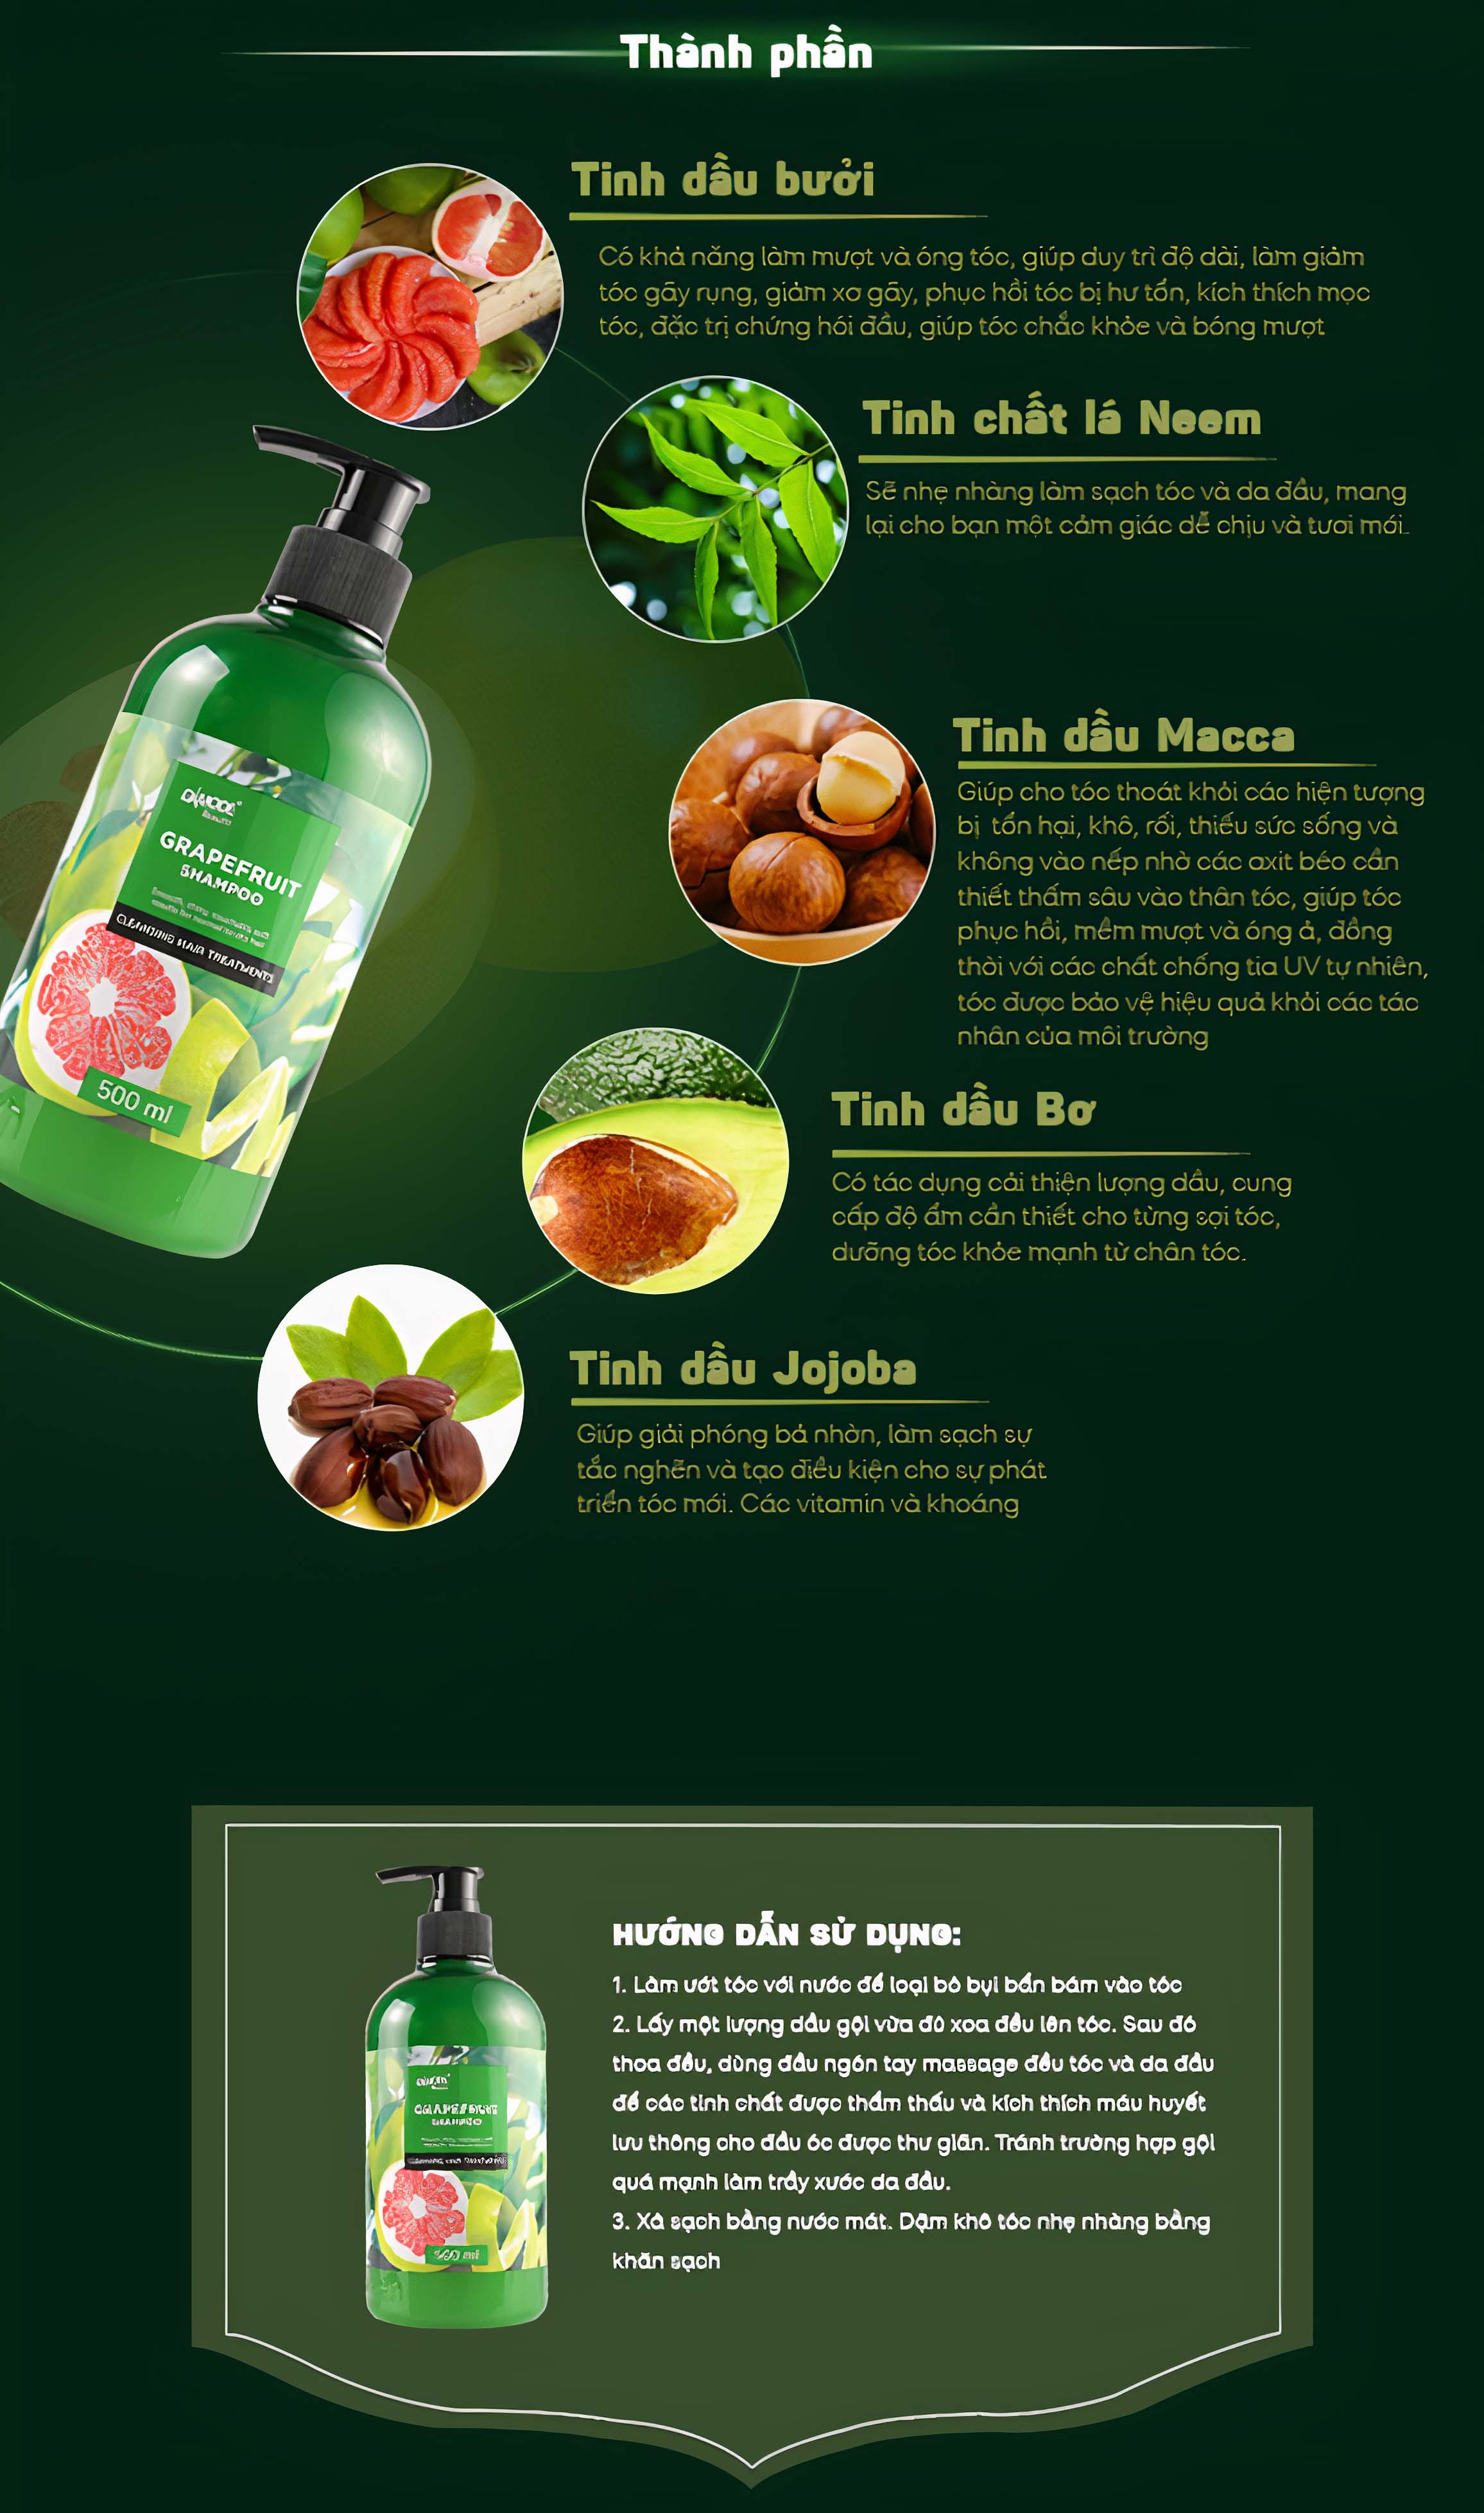 Thành phần
Tinh dầu bưởi
Có khả năng làm mượt và óng tóc, giúp duy trì độ dài, làm giảm
tóc gãy rụng, giảm xơ gãy, phục hồi tóc bị hư tổn, kích thích mọc
tóc, đặc trị chứng hói đầu, giúp tóc chắc khỏe và bóng mượt
Tinh chất lá Neem
Sẽ nhẹ nhàng làm sạch tóc và da đầu, mang
lại cho bạn một cảm giác dễ chịu và tươi mới.
GRAPEFRUIT
SHAMPOO
CLEANSING HAIR TREATMENT
500 ml
Tinh dầu Macca
Giúp cho tóc thoát khỏi các hiện tượng
bị tổn hại, khô, rối, thiếu sức sống và
không vào nếp nhờ các axit béo cần
thiết thấm sâu vào thân tóc, giúp tóc
phục hồi, mềm mượt và óng ả, đồng
thời với các chất chống tia UV tự nhiên,
tóc được bảo vệ hiệu quả khỏi các tác
nhân của môi trường
Tinh dầu Bơ
Có tác dụng cải thiện lượng dầu, cung
cấp độ ẩm cần thiết cho từng sợi tóc,
dưỡng tóc khỏe mạnh từ chân tóc.
Tinh dầu Jojoba
Giúp giải phóng bả nhờn, làm sạch sự
tắc nghẽn và tạo điều kiện cho sự phát
triển tóc mới. Các vitamin và khoáng
HƯỚNG DẪN SỬ DỤNG:
1. Làm ướt tóc với nước để loại bỏ bụi bẩn bám vào tóc
2. Lấy một lượng dầu gội vừa đủ xoa đều lên tóc. Sau đó
thoa đều, dùng đầu ngón tay massage đều tóc và da đầu
để các tinh chất được thẩm thấu và kích thích máu huyết
lưu thông cho đầu óc được thư giãn. Tránh trường hợp gội
quá mạnh làm trầy xước da đầu.
3. Xả sạch bằng nước mát. Dặm khô tóc nhẹ nhàng bằng
khăn sạch
GRAPEFRUIT
SHAMPOO
500 ml